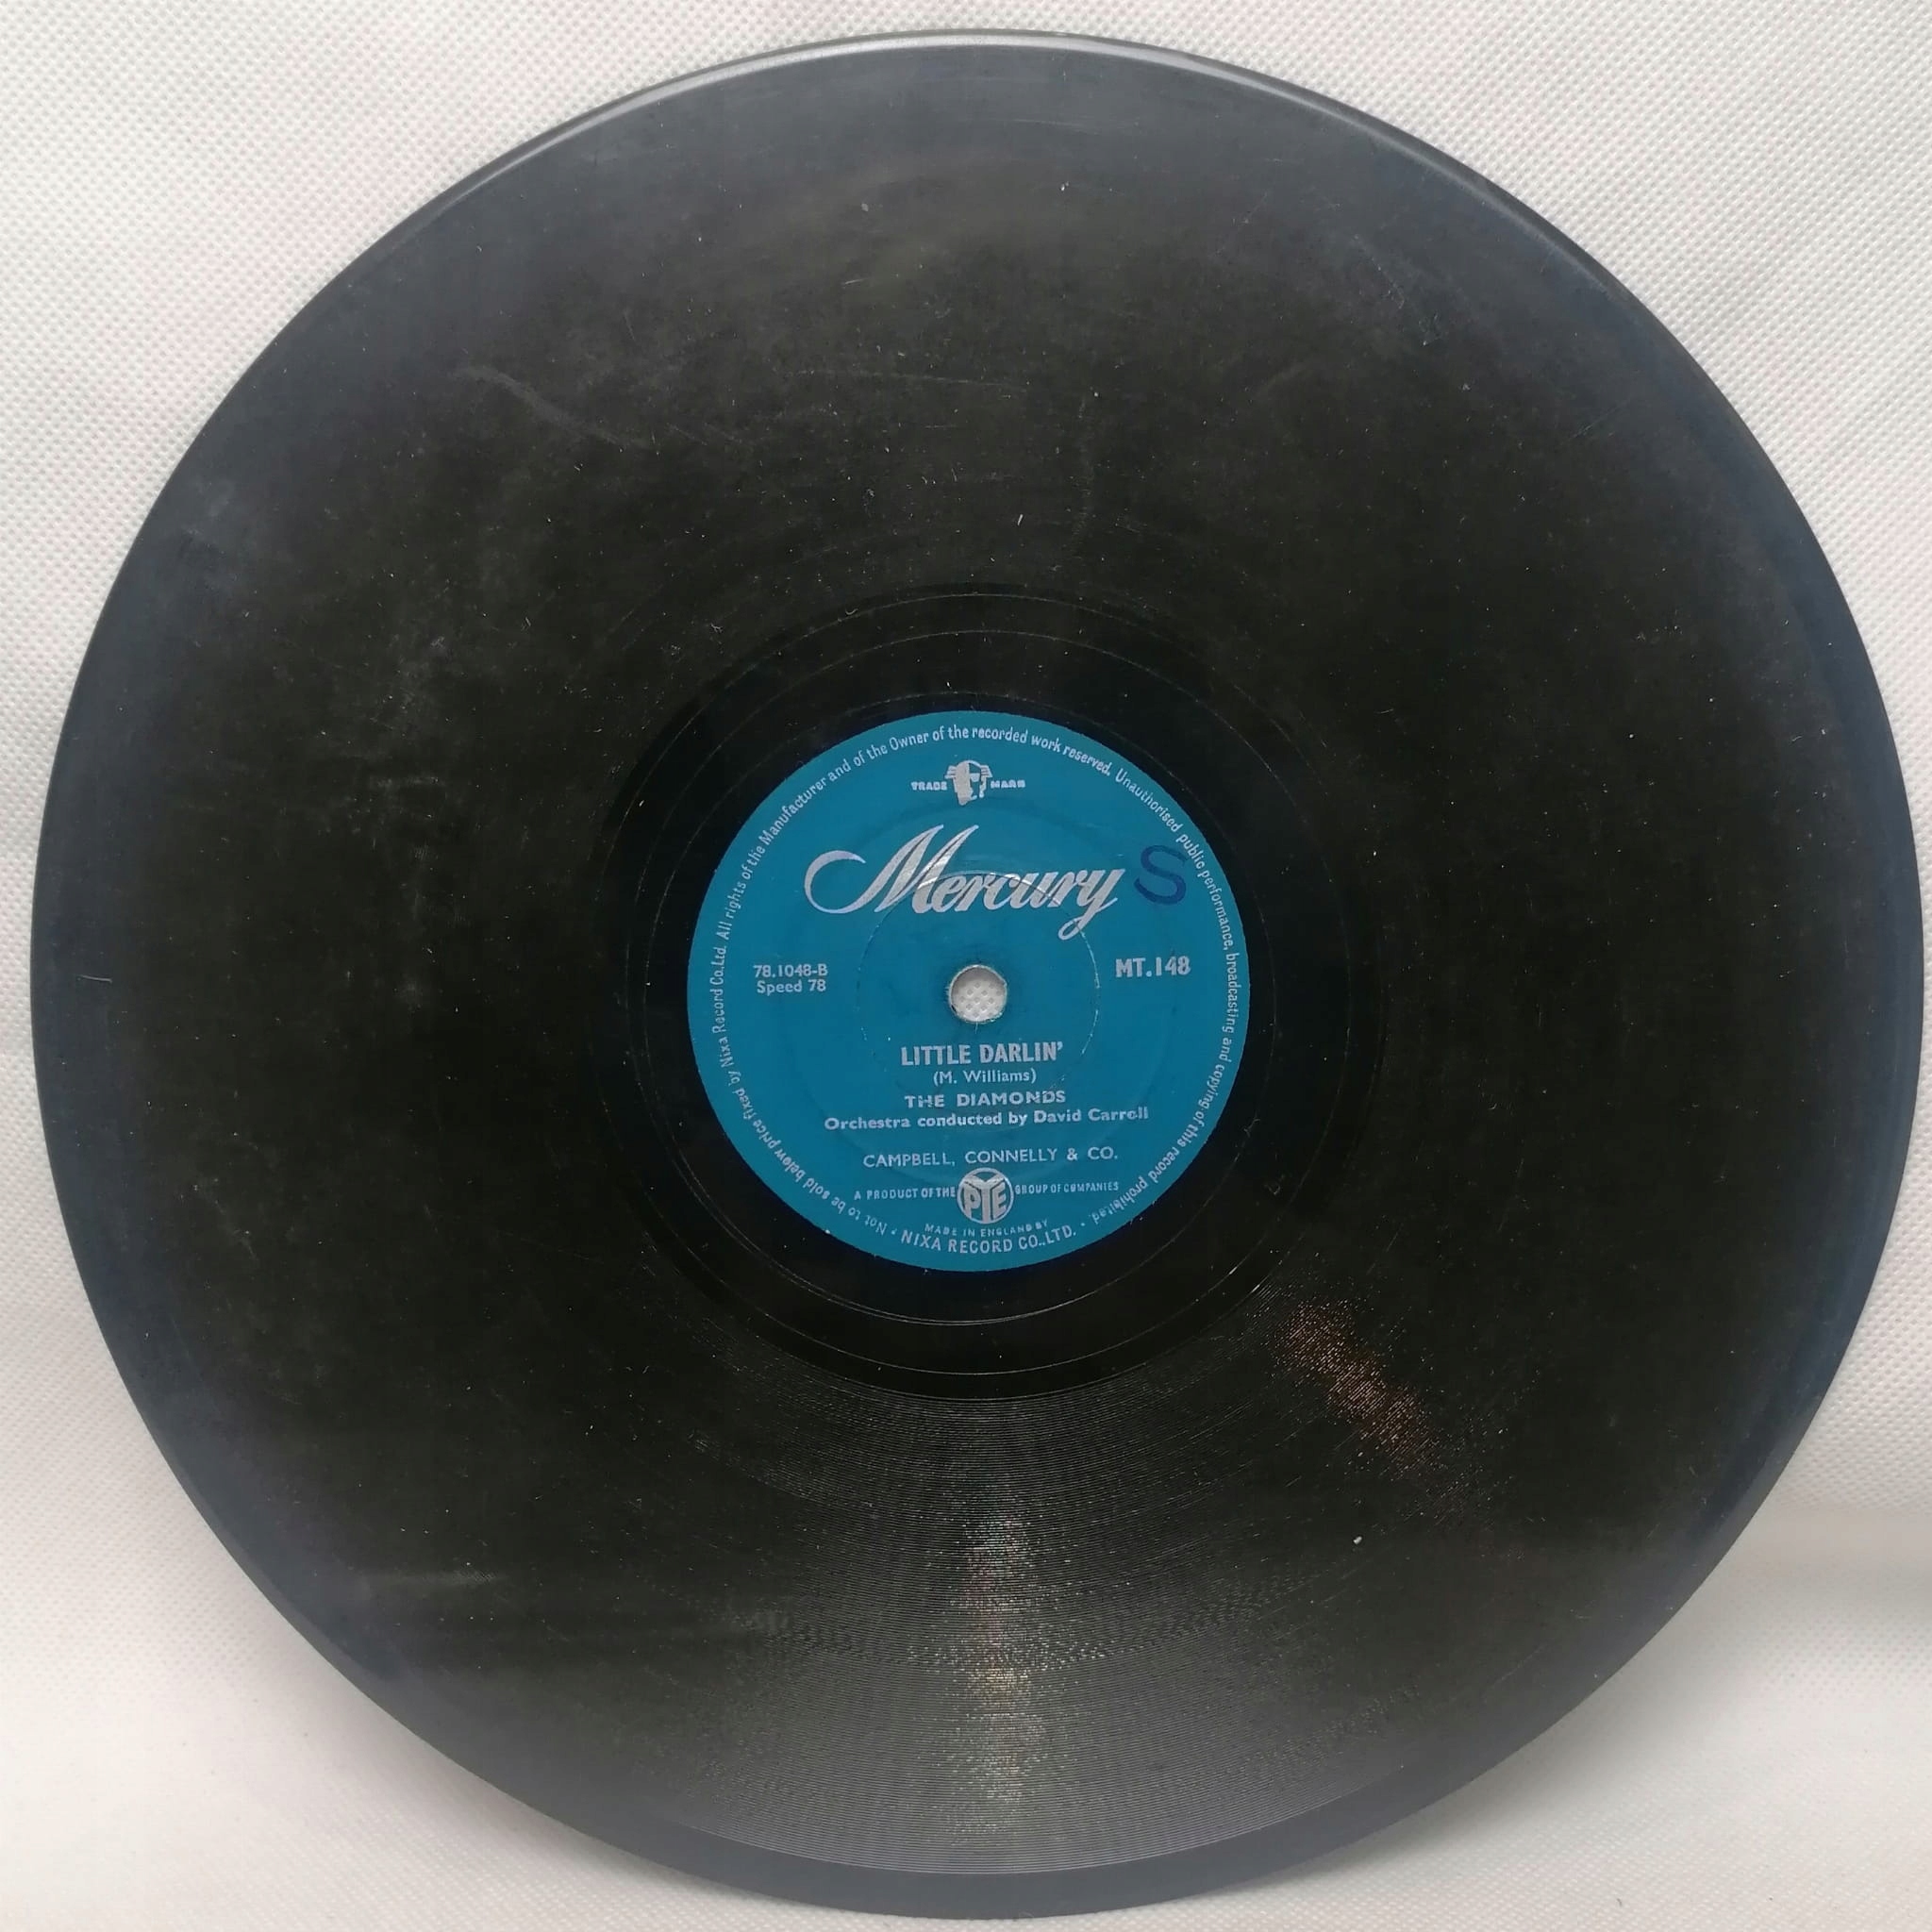 TRADE MARK
Mercury S
78.1048-B
Speed 78
MT.148
LITTLE DARLIN'
(M. Williams)
THE DIAMONDS
Orchestra conducted by David Carroll
CAMPBELL, CONNELLY & CO.
A PRODUCT OF THE PYE GROUP OF COMPANIES
MADE IN ENGLAND BY
• NIXA RECORD CO., LTD. •
Not to be sold below price fixed by Nixa Record Co., Ltd. All rights of the Manufacturer and of the Owner of the recorded work reserved. Unauthorised public performance, broadcasting and copying of this record prohibited.